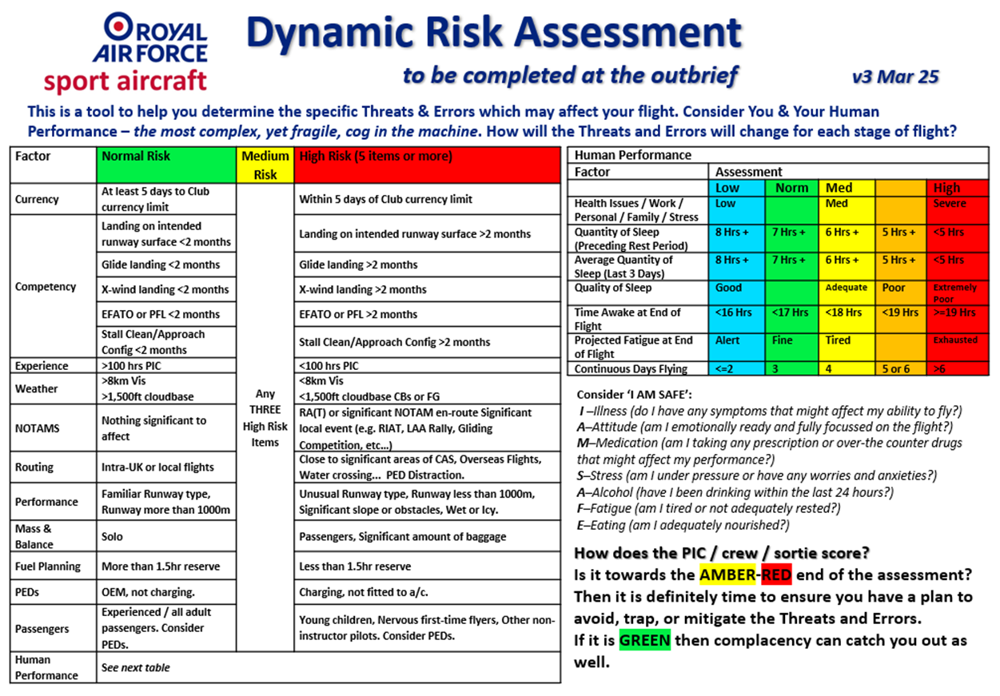 ROYAL
AIR FORCE
sport aircraft
Dynamic Risk Assessment
to be completed at the outbrief
v3 Mar 25
This is a tool to help you determine the specific Threats & Errors which may affect your flight. Consider You & Your Human
Performance – the most complex, yet fragile, cog in the machine. How will the Threats and Errors will change for each stage of flight?
Factor
Normal Risk
Medium
Risk
High Risk (5 items or more)
Currency
At least 5 days to Club
currency limit
Within 5 days of Club currency limit
Competency
Landing on intended
runway surface <2 months
Landing on intended runway surface >2 months
Glide landing <2 months
Glide landing >2 months
X-wind landing <2 months
X-wind landing >2 months
EFATO or PFL <2 months
EFATO or PFL >2 months
Stall Clean/Approach
Config <2 months
Stall Clean/Approach Config >2 months
Experience
>100 hrs PIC
<100 hrs PIC
Weather
>8km Vis
>1,500ft cloudbase
<8km Vis
<1,500ft cloudbase CBs or FG
Any
THREE
High Risk
Items
NOTAMS
Nothing significant to
affect
RA(T) or significant NOTAM en-route Significant
local event (e.g. RIAT, LAA Rally, Gliding
Competition, etc...)
Routing
Intra-UK or local flights
Close to significant areas of CAS, Overseas Flights,
Water crossing... PED Distraction.
Performance
Familiar Runway type,
Runway more than 1000m
Unusual Runway type, Runway less than 1000m,
Significant slope or obstacles, Wet or Icy.
Mass &
Balance
Solo
Passengers, Significant amount of baggage
Fuel Planning
More than 1.5hr reserve
Less than 1.5hr reserve
PEDs
OEM, not charging.
Charging, not fitted to a/c.
Passengers
Experienced / all adult
passengers. Consider
PEDs.
Young children, Nervous first-time flyers, Other non-
instructor pilots. Consider PEDs.
Human
Performance
See next table
Human Performance
Factor
Assessment
Low
Norm
Med
High
Health Issues / Work /
Personal / Family / Stress
Low
Med
Severe
Quantity of Sleep
(Preceding Rest Period)
8 Hrs +
7 Hrs +
6 Hrs +
5 Hrs +
<5 Hrs
Average Quantity of
Sleep (Last 3 Days)
8 Hrs +
7 Hrs +
6 Hrs +
5 Hrs +
<5 Hrs
Quality of Sleep
Good
Adequate
Poor
Extremely
Poor
Time Awake at End of
Flight
<16 Hrs
<17 Hrs
<18 Hrs
<19 Hrs
>=19 Hrs
Projected Fatigue at End
of Flight
Alert
Fine
Tired
Exhausted
Continuous Days Flying
<=2
3
4
5 or 6
>6
Consider ‘I AM SAFE’:
I –Illness (do I have any symptoms that might affect my ability to fly?)
A–Attitude (am I emotionally ready and fully focussed on the flight?)
M–Medication (am I taking any prescription or over-the counter drugs
that might affect my performance?)
S–Stress (am I under pressure or have any worries and anxieties?)
A–Alcohol (have I been drinking within the last 24 hours?)
F–Fatigue (am I tired or not adequately rested?)
E–Eating (am I adequately nourished?)
How does the PIC / crew / sortie score?
Is it towards the AMBER-RED end of the assessment?
Then it is definitely time to ensure you have a plan to
avoid, trap, or mitigate the Threats and Errors.
If it is GREEN then complacency can catch you out as
well.